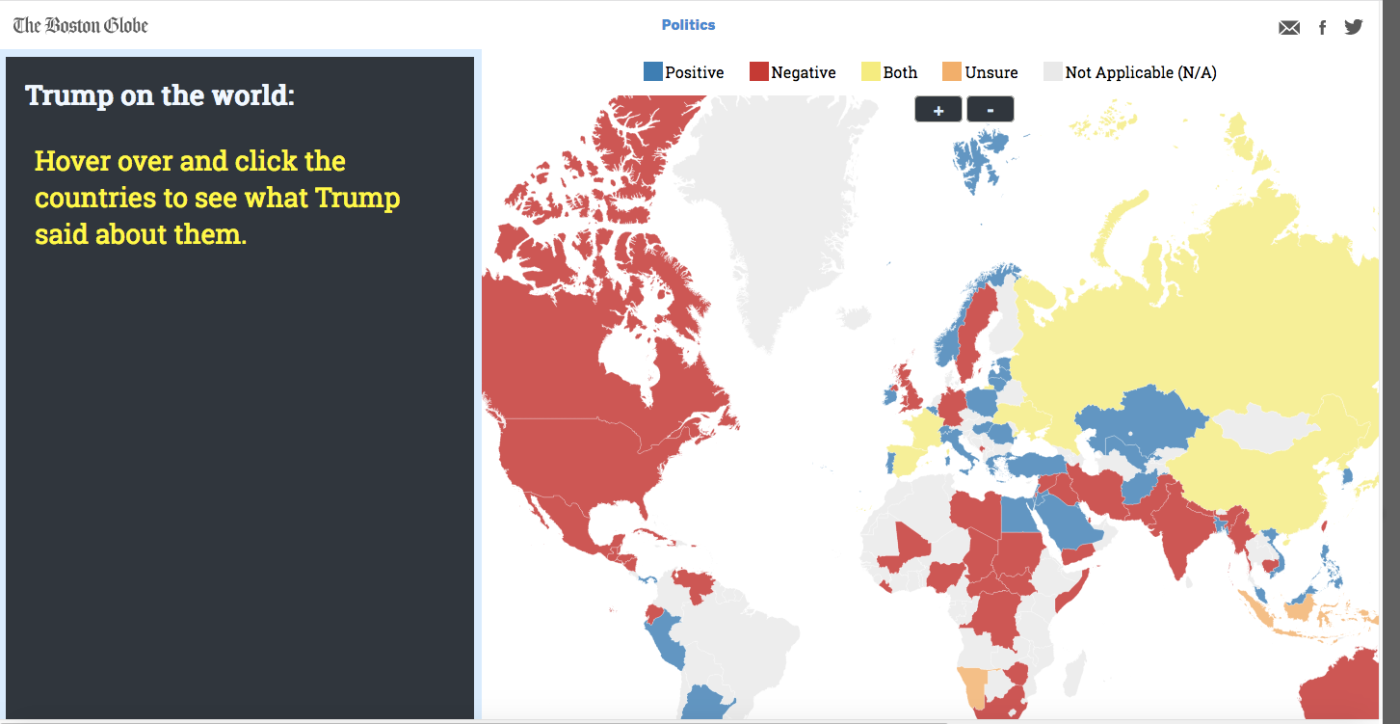 The Boston Globe
Politics
Positive Negative Both Unsure Not Applicable (N/A)
+ -
Trump on the world:
Hover over and click the
countries to see what Trump
said about them.